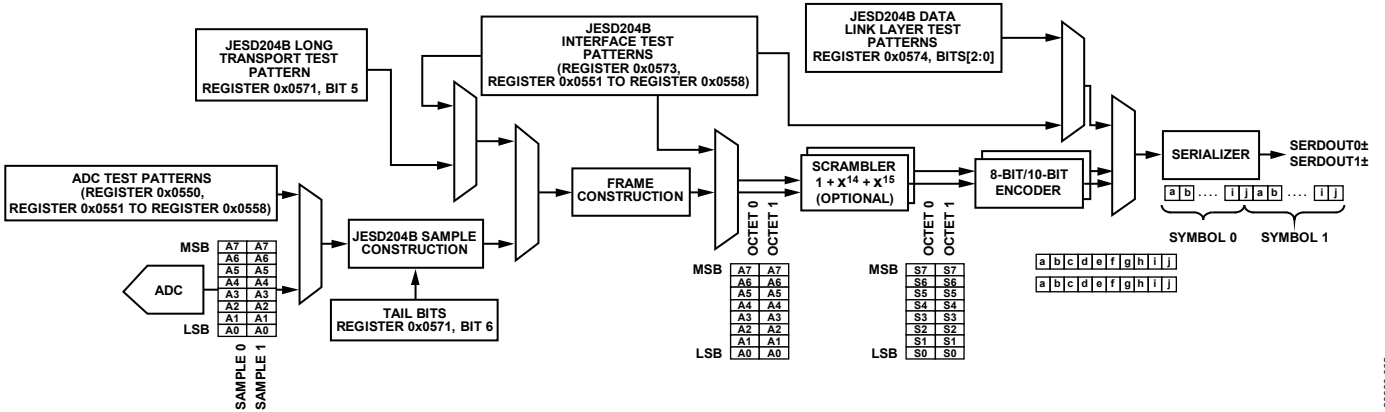 JESD204B LONG
TRANSPORT TEST
PATTERN
REGISTER 0x0571, BIT 5
JESD204B
INTERFACE TEST
PATTERNS
(REGISTER 0x0573,
REGISTER 0x0551 TO REGISTER 0x0558)
JESD204B DATA
LINK LAYER TEST
PATTERNS
REGISTER 0x0574, BITS[2:0]
ADC TEST PATTERNS
(REGISTER 0x0550,
REGISTER 0x0551 TO REGISTER 0x0558)
JESD204B SAMPLE
CONSTRUCTION
FRAME
CONSTRUCTION
SCRAMBLER
1 + x14 + x15
(OPTIONAL)
8-BIT/10-BIT
ENCODER
SERIALIZER
SERDOUT0±
SERDOUT1±
a b .... i j a b .... i j
SYMBOL 0 SYMBOL 1
ADC
MSB A7 A7
A6 A6
A5 A5
A4 A4
A3 A3
A2 A2
A1 A1
LSB A0 A0
SAMPLE 0
SAMPLE 1
TAIL BITS
REGISTER 0x0571, BIT 6
OCTET 0
OCTET 1
MSB A7 A7
A6 A6
A5 A5
A4 A4
A3 A3
A2 A2
A1 A1
LSB A0 A0
OCTET 0
OCTET 1
MSB S7 S7
S6 S6
S5 S5
S4 S4
S3 S3
S2 S2
S1 S1
LSB S0 S0
a b c d e f g h i j
a b c d e f g h i j